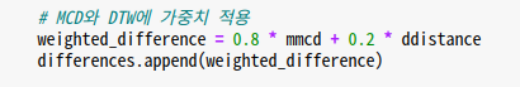 # MCD와 DTW에 가중치 적용
weighted_difference = 0.8 * mmcd + 0.2 * ddistance
differences.append(weighted_difference)